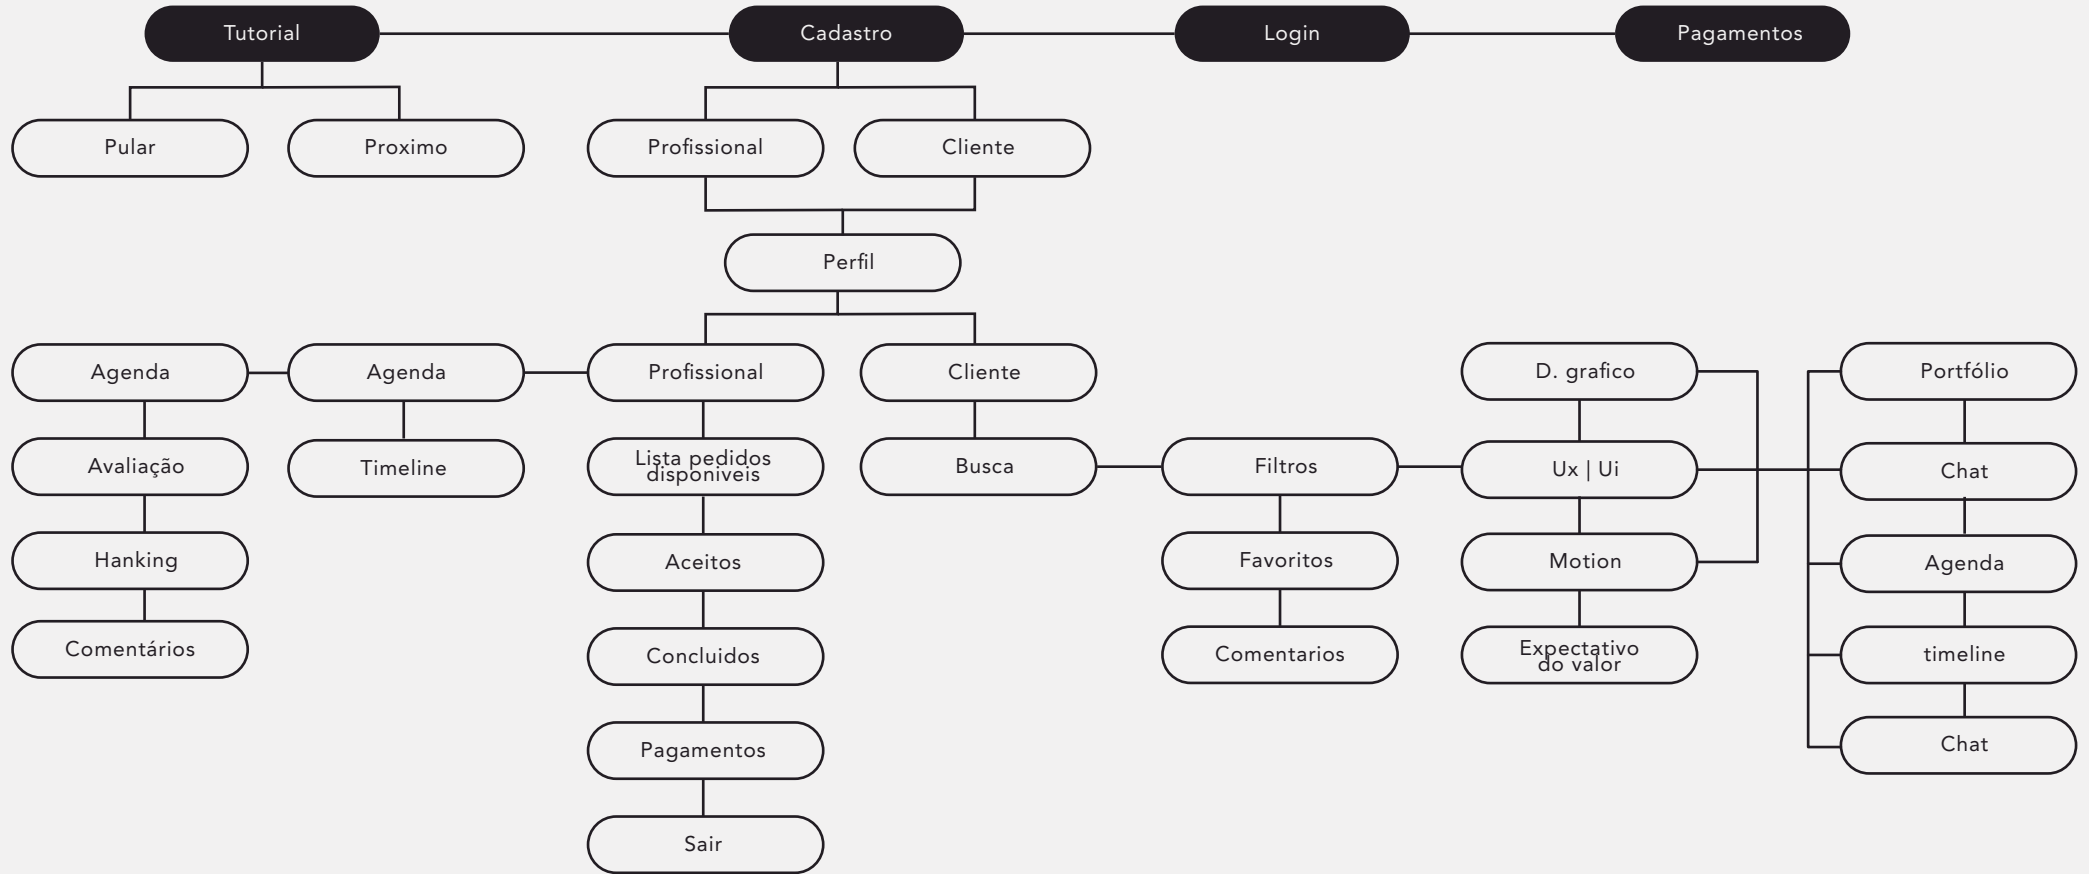 Tutorial
Cadastro
Login
Pagamentos
Pular
Proximo
Profissional
Cliente
Perfil
Agenda
Agenda
Profissional
Cliente
D. grafico
Portfólio
Avaliação
Timeline
Lista pedidos
disponiveis
Busca
Filtros
Ux | Ui
Chat
Hanking
Aceitos
Favoritos
Motion
Agenda
Comentários
Concluidos
Comentarios
Expectativo
do valor
timeline
Pagamentos
Chat
Sair